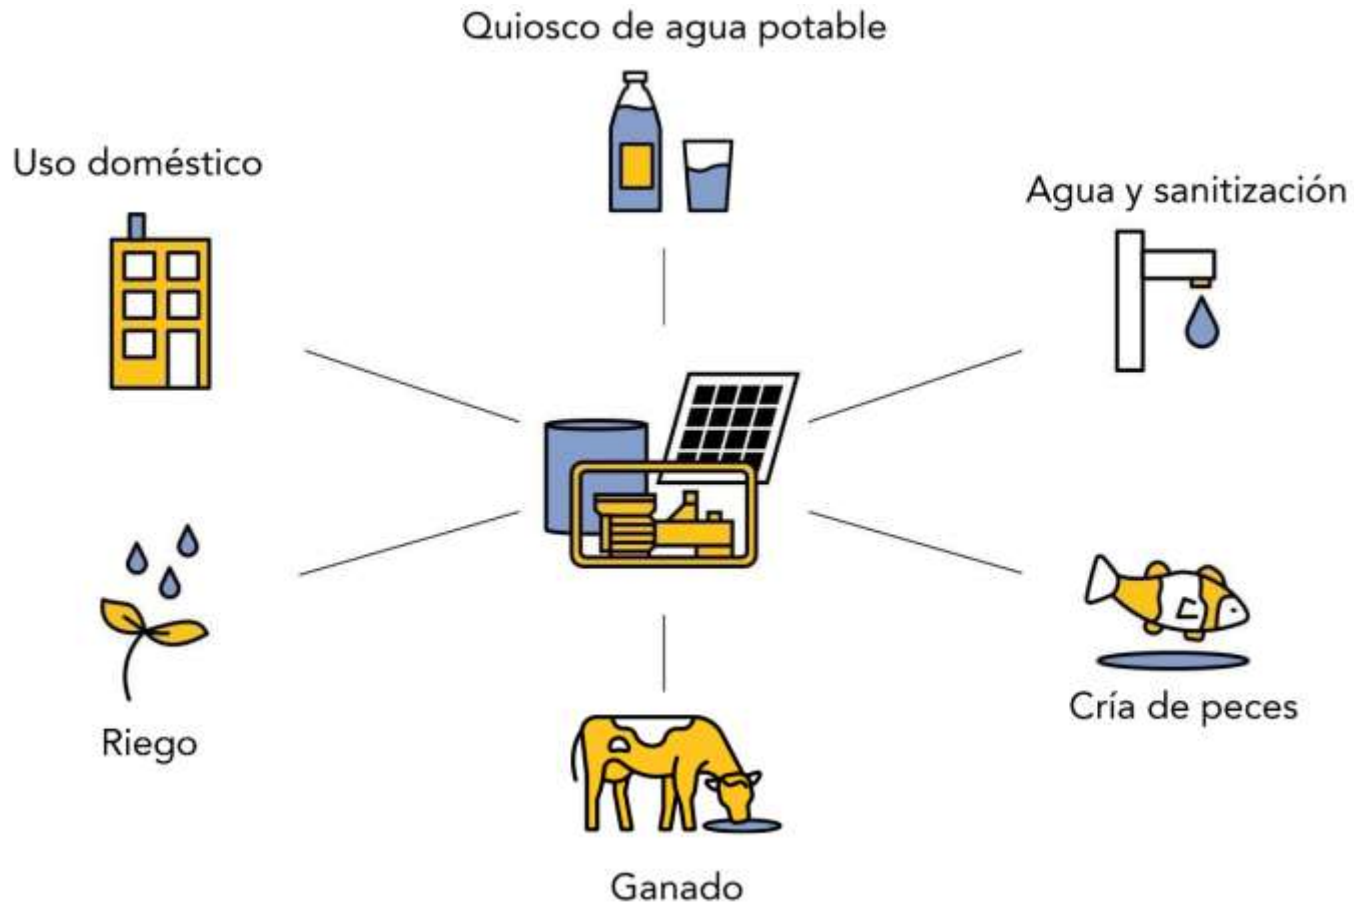 Quiosco de agua potable
Uso doméstico
Agua y sanitización
Cría de peces
Riego
Ganado